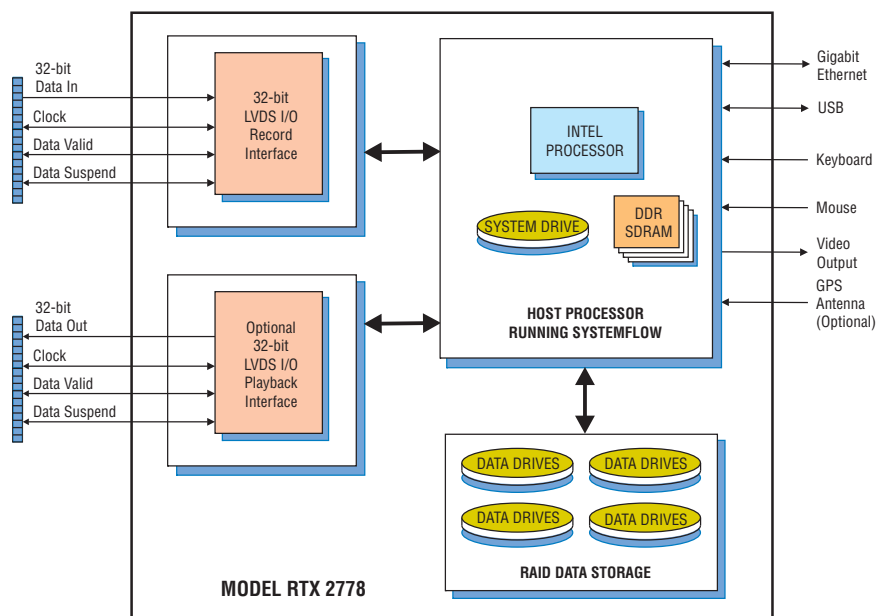 32-bit
Data In
Clock
Data Valid
Data Suspend
32-bit
LVDS I/O
Record
Interface
32-bit
Data Out
Clock
Data Valid
Data Suspend
Optional
32-bit
LVDS I/O
Playback
Interface
INTEL
PROCESSOR
SYSTEM DRIVE
DDR
SDRAM
HOST PROCESSOR
RUNNING SYSTEMFLOW
Gigabit
Ethernet
USB
Keyboard
Mouse
Video
Output
GPS
Antenna
(Optional)
DATA DRIVES
DATA DRIVES
DATA DRIVES
DATA DRIVES
RAID DATA STORAGE
MODEL RTX 2778